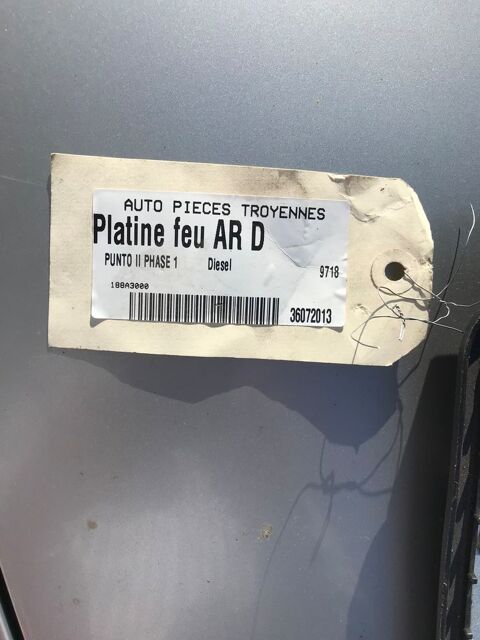 AUTO PIECES TROYENNES
Platine feu AR D
PUNTO II PHASE 1 Diesel 9718
188A3000
36072013